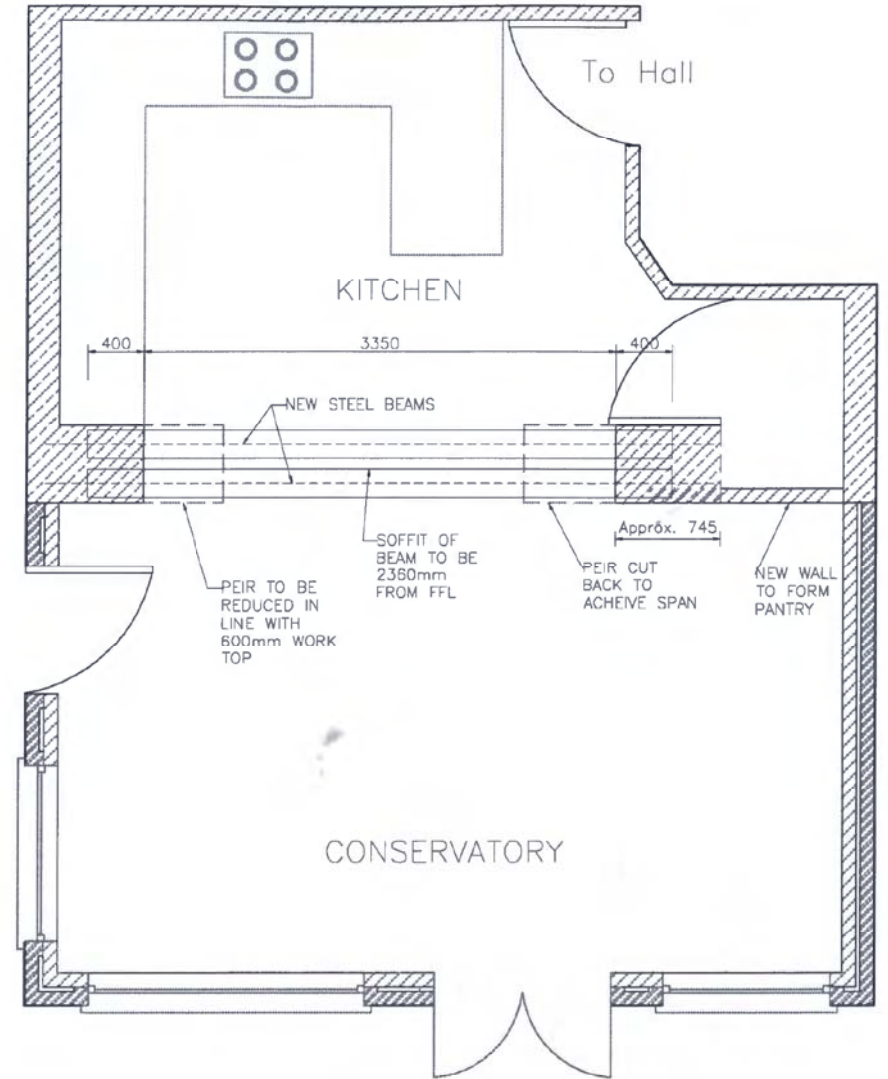 To Hall
KITCHEN
400
3350
400
NEW STEEL BEAMS
SOFFIT OF
BEAM TO BE
2360mm
FROM FFL
Appróx. 745
PEIR TO BE
REDUCED IN
LINE WITH
600mm WORK
TOP
PEIR CUT
BACK TO
ACHEIVE SPAN
NEW WALL
TO FORM
PANTRY
CONSERVATORY